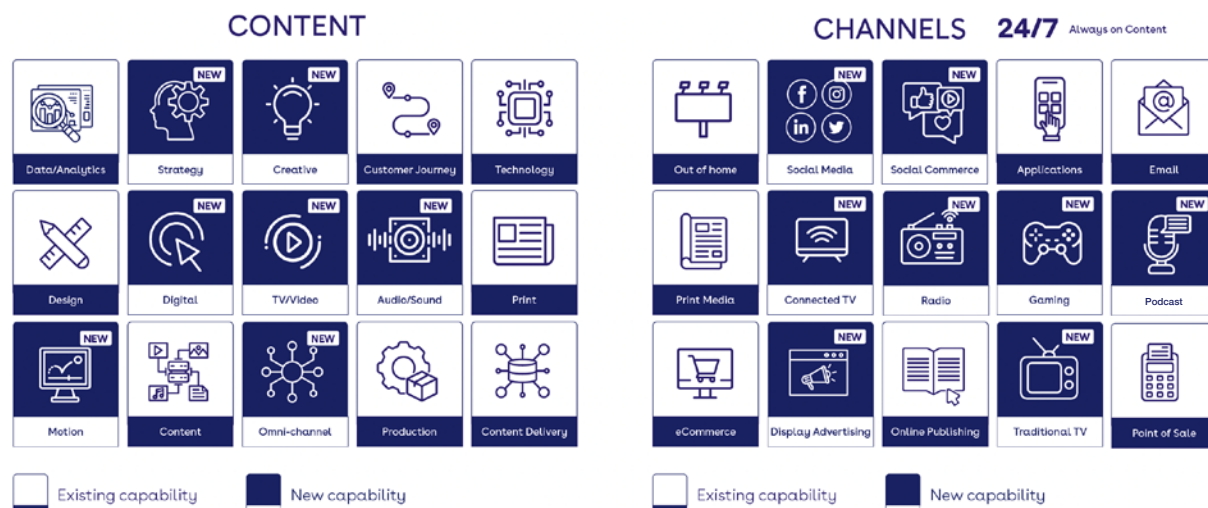 CONTENT
NEW
NEW
Data/Analytics
Strategy
Creative
Customer Journey
Technology
NEW
NEW
NEW
Design
Digital
TV/Video
Audio/Sound
Print
NEW
NEW
Motion
Content
Omni-channel
Production
Content Delivery
Existing capability
New capability
CHANNELS 24/7 Always on Content
NEW
NEW
f
in
@
Out of home
Social Media
Social Commerce
Applications
Email
NEW
NEW
NEW
NEW
Print Media
Connected TV
Radio
Gaming
Podcast
NEW
NEW
eCommerce
Display Advertising
Online Publishing
Traditional TV
Point of Sale
Existing capability
New capability